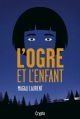 L'OGRE
ET L'ENFANT
MAGALI LAURENT
Crypto